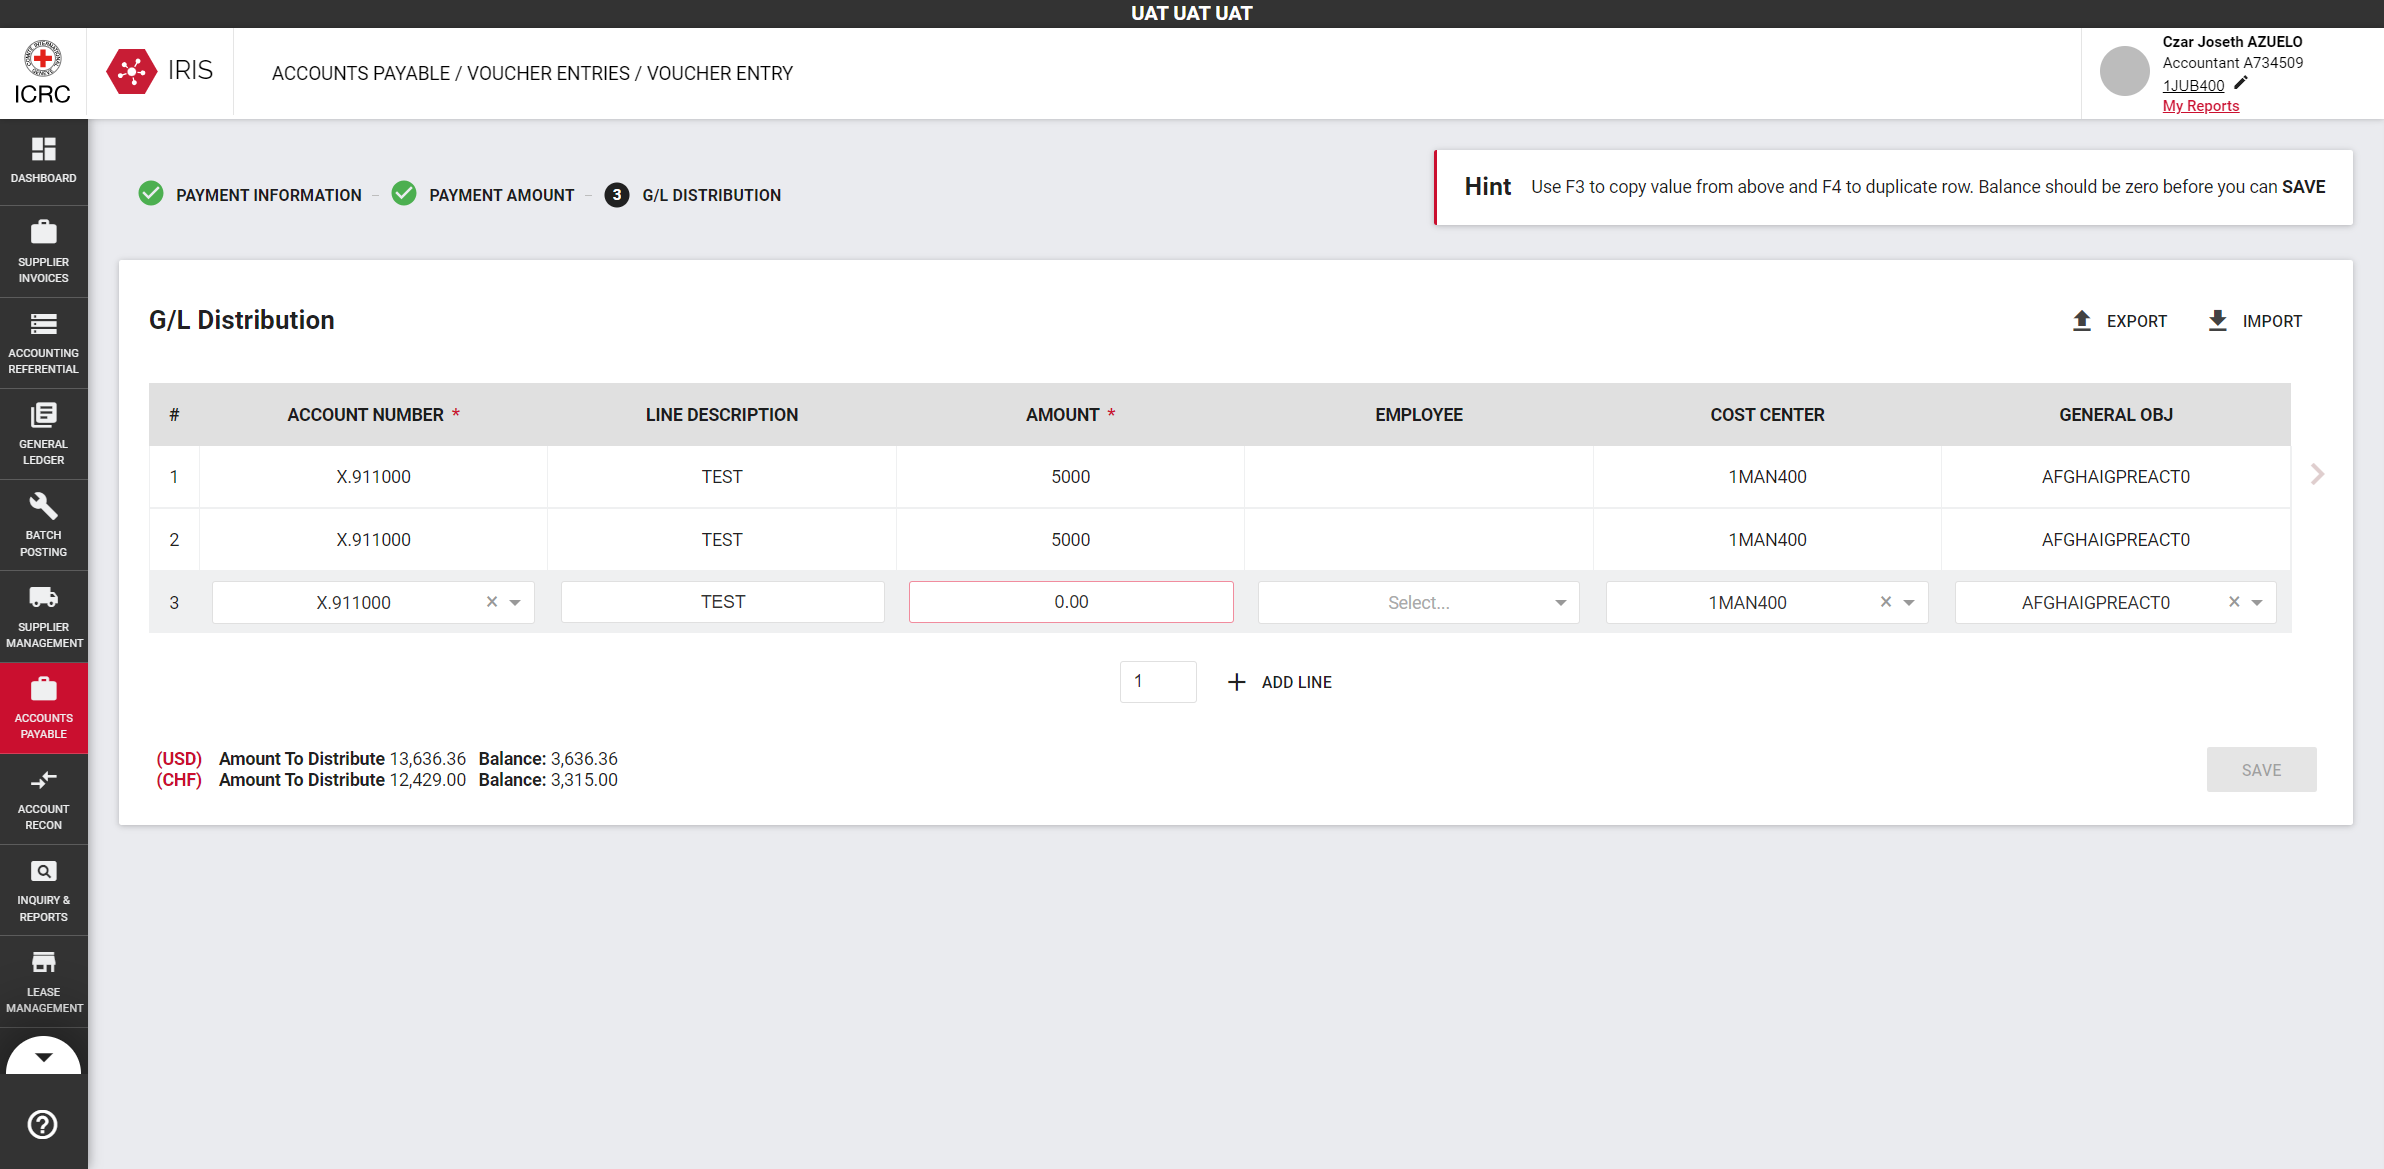 UAT UAT UAT
ICRC
IRIS
ACCOUNTS PAYABLE / VOUCHER ENTRIES / VOUCHER ENTRY
Czar Joseth AZUELO
Accountant A734509
1JUB400
My Reports
DASHBOARD
SUPPLIER
INVOICES
ACCOUNTING
REFERENTIAL
GENERAL
LEDGER
BATCH
POSTING
SUPPLIER
MANAGEMENT
ACCOUNTS
PAYABLE
ACCOUNT
RECON
INQUIRY &
REPORTS
LEASE
MANAGEMENT
PAYMENT INFORMATION – PAYMENT AMOUNT – 3 G/L DISTRIBUTION
Hint Use F3 to copy value from above and F4 to duplicate row. Balance should be zero before you can SAVE
G/L Distribution
EXPORT IMPORT
# ACCOUNT NUMBER * LINE DESCRIPTION AMOUNT * EMPLOYEE COST CENTER GENERAL OBJ
1 X.911000 TEST 5000 1MAN400 AFGHAIGPREACT0
2 X.911000 TEST 5000 1MAN400 AFGHAIGPREACT0
3 X.911000 × TEST 0.00 Select... 1MAN400 × AFGHAIGPREACT0 ×
1 + ADD LINE
(USD) Amount To Distribute 13,636.36 Balance: 3,636.36
(CHF) Amount To Distribute 12,429.00 Balance: 3,315.00
SAVE